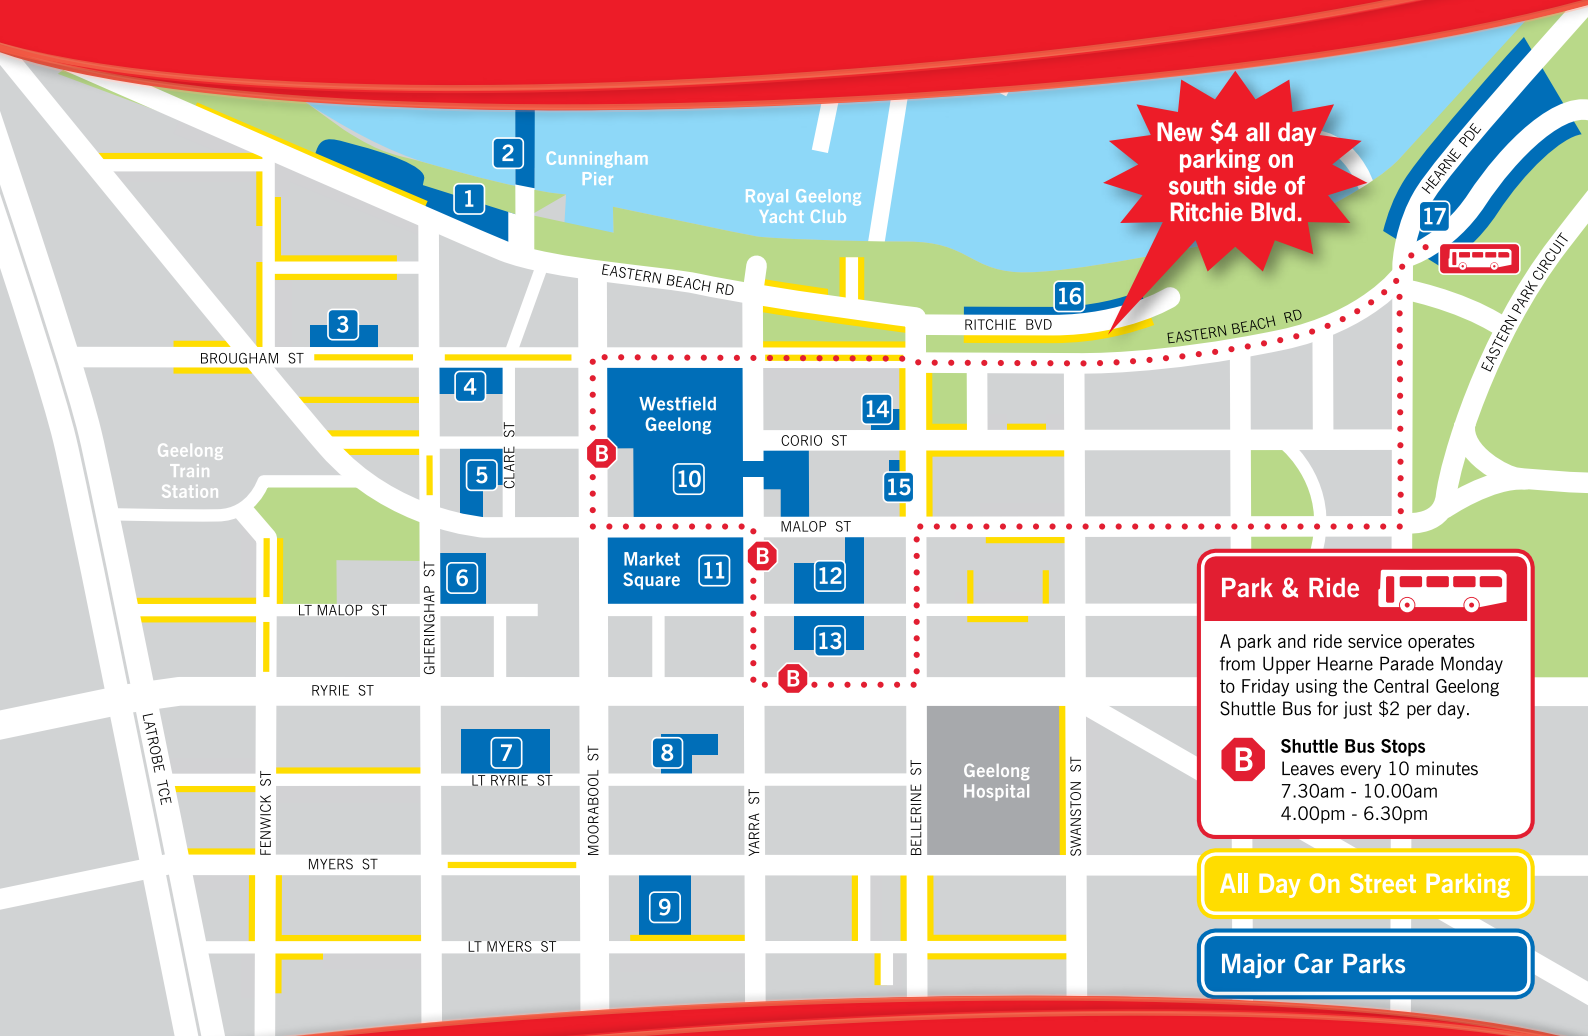 New $4 all day
parking on
south side of
Ritchie Blvd.
HEARNE PDE
17
2
Cunningham
Pier
1
Royal Geelong
Yacht Club
EASTERN PARK CIRCUIT
EASTERN BEACH RD
16
RITCHIE BVD
EASTERN BEACH RD
3
BROUGHAM ST
4
Westfield
Geelong
14
CORIO ST
Geelong
Train
Station
CLARE ST
B
5
10
15
MALOP ST
Market
Square
11
B
12
6
LT MALOP ST
GHERINGHAP ST
13
B
RYRIE ST
LATROBE TCE
7
8
LT RYRIE ST
Geelong
Hospital
FENWICK ST
MOORABOOL ST
YARRA ST
BELLERINE ST
SWANSTON ST
MYERS ST
9
LT MYERS ST
Park & Ride
A park and ride service operates
from Upper Hearne Parade Monday
to Friday using the Central Geelong
Shuttle Bus for just $2 per day.
B
Shuttle Bus Stops
Leaves every 10 minutes
7.30am - 10.00am
4.00pm - 6.30pm
All Day On Street Parking
Major Car Parks